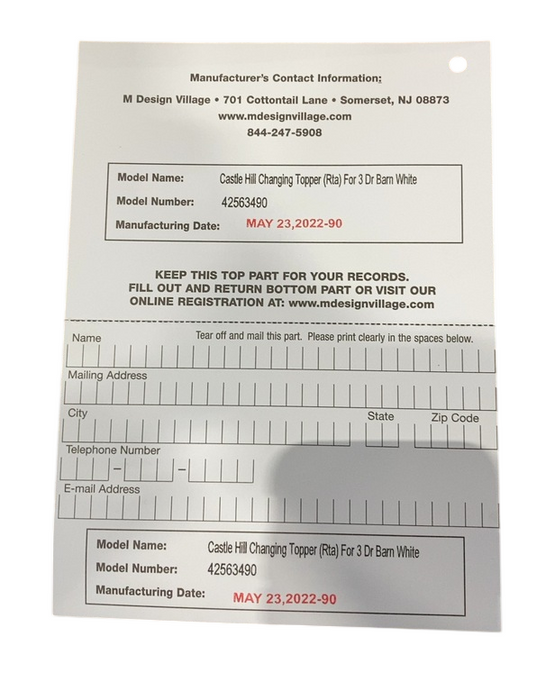 Manufacturer's Contact Information:
M Design Village • 701 Cottontail Lane • Somerset, NJ 08873
www.mdesignvillage.com
844-247-5908
Model Name: Castle Hill Changing Topper (Rta) For 3 Dr Barn White
Model Number: 42563490
Manufacturing Date: MAY 23,2022-90
KEEP THIS TOP PART FOR YOUR RECORDS.
FILL OUT AND RETURN BOTTOM PART OR VISIT OUR
ONLINE REGISTRATION AT: www.mdesignvillage.com
Name Tear off and mail this part. Please print clearly in the spaces below.
Mailing Address
City State Zip Code
Telephone Number
– –
E-mail Address
Model Name: Castle Hill Changing Topper (Rta) For 3 Dr Barn White
Model Number: 42563490
Manufacturing Date: MAY 23,2022-90